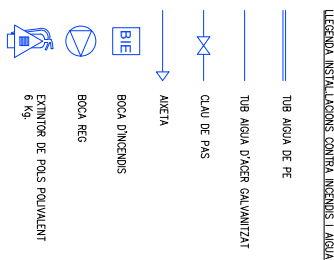 LLEGENDA INSTAL.LACIONS CONTRA INCENDIS I AIGUA
TUB AIGUA DE PE
TUB AIGUA D'ACER GALVANITZAT
CLAU DE PAS
AIXETA
BIE
BOCA D'INCENDIS
BOCA REG
EXTINTOR DE POLS POLIVALENT
6 Kg.